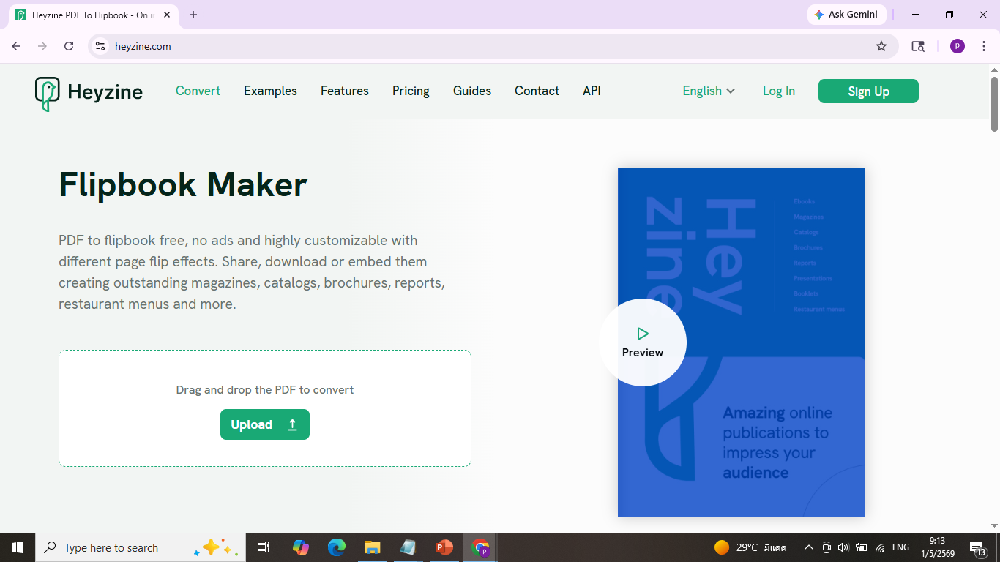 Heyzine PDF To Flipbook - Onli
Ask Gemini
heyzine.com
P
Heyzine
Convert
Examples
Features
Pricing
Guides
Contact
API
English
Log In
Sign Up
Flipbook Maker
PDF to flipbook free, no ads and highly customizable with
different page flip effects. Share, download or embed them
creating outstanding magazines, catalogs, brochures, reports,
restaurant menus and more.
Drag and drop the PDF to convert
Upload
Hey
zine
Ebooks
Magazines
Catalogs
Brochures
Reports
Presentations
Booklets
Restaurant menus
Preview
Amazing online
publications to
impress your
audience
Type here to search
P
P
29°C มีแดด
ENG
9:13
1/5/2569
13